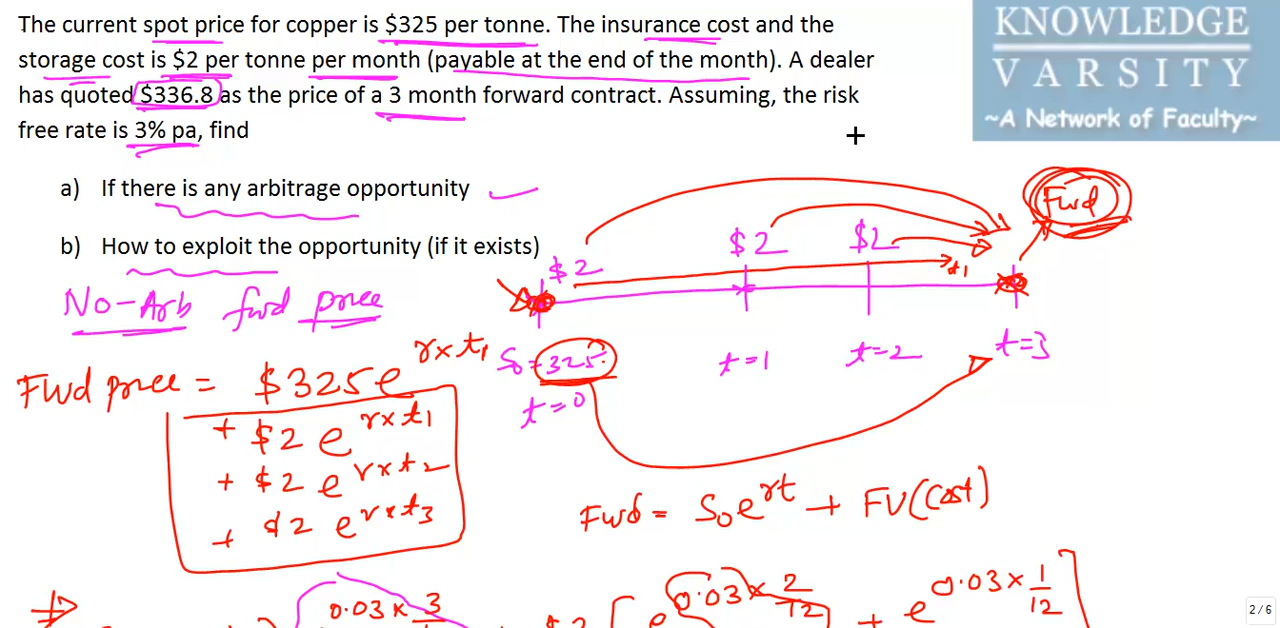 The current spot price for copper is $325 per tonne. The insurance cost and the
storage cost is $2 per tonne per month (payable at the end of the month). A dealer
has quoted $336.8 as the price of a 3 month forward contract. Assuming, the risk
free rate is 3% pa, find
KNOWLEDGE
VARSITY
~A Network of Faculty~
a) If there is any arbitrage opportunity
b) How to exploit the opportunity (if it exists)
Fwd
$2 $2 $2
No-Arb fwd price
S0 = 325
t=0 t=1 t=2 t=3
Fwd price = $325e r×t1
+ $2 e r×t1
+ $2 e r×t2
+ $2 e r×t3
Fwd = S0 e rt + FV(Cost)
0.03 × 3
e 0.03 × 2/12 + e 0.03 × 1/12 ]
2 / 6